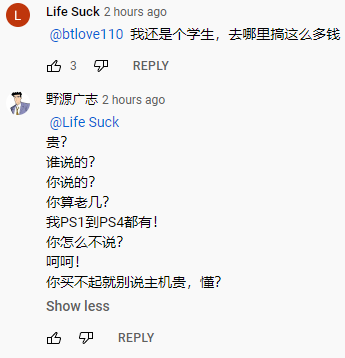 L
Life Suck 2 hours ago
@btlove110 我还是个学生，去哪里搞这么多钱
3 REPLY
野源广志 2 hours ago
@Life Suck
贵？
谁说的？
你说的？
你算老几？
我PS1到PS4都有！
你怎么不说？
呵呵！
你买不起就别说主机贵，懂？
Show less
REPLY